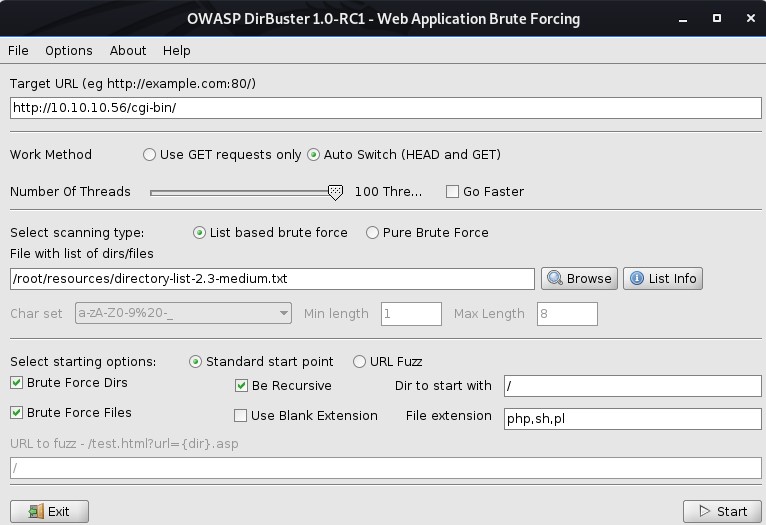 OWASP DirBuster 1.0-RC1 - Web Application Brute Forcing
File Options About Help
Target URL (eg http://example.com:80/)
http://10.10.10.56/cgi-bin/
Work Method Use GET requests only Auto Switch (HEAD and GET)
Number Of Threads 100 Thre... Go Faster
Select scanning type: List based brute force Pure Brute Force
File with list of dirs/files
/root/resources/directory-list-2.3-medium.txt Browse List Info
Char set a-zA-Z0-9%20-_ Min length 1 Max Length 8
Select starting options: Standard start point URL Fuzz
Brute Force Dirs Be Recursive Dir to start with /
Brute Force Files Use Blank Extension File extension php,sh,pl
URL to fuzz - /test.html?url={dir}.asp
/
Exit Start